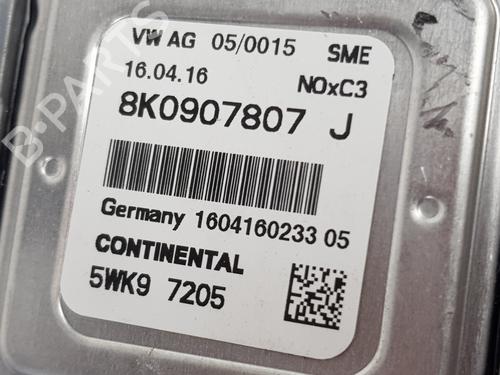 VW AG 05/0015 SME
16.04.16 NOxC3
8K0907807 J
Germany 1604160233 05
CONTINENTAL
5WK9 7205
B-PARTS